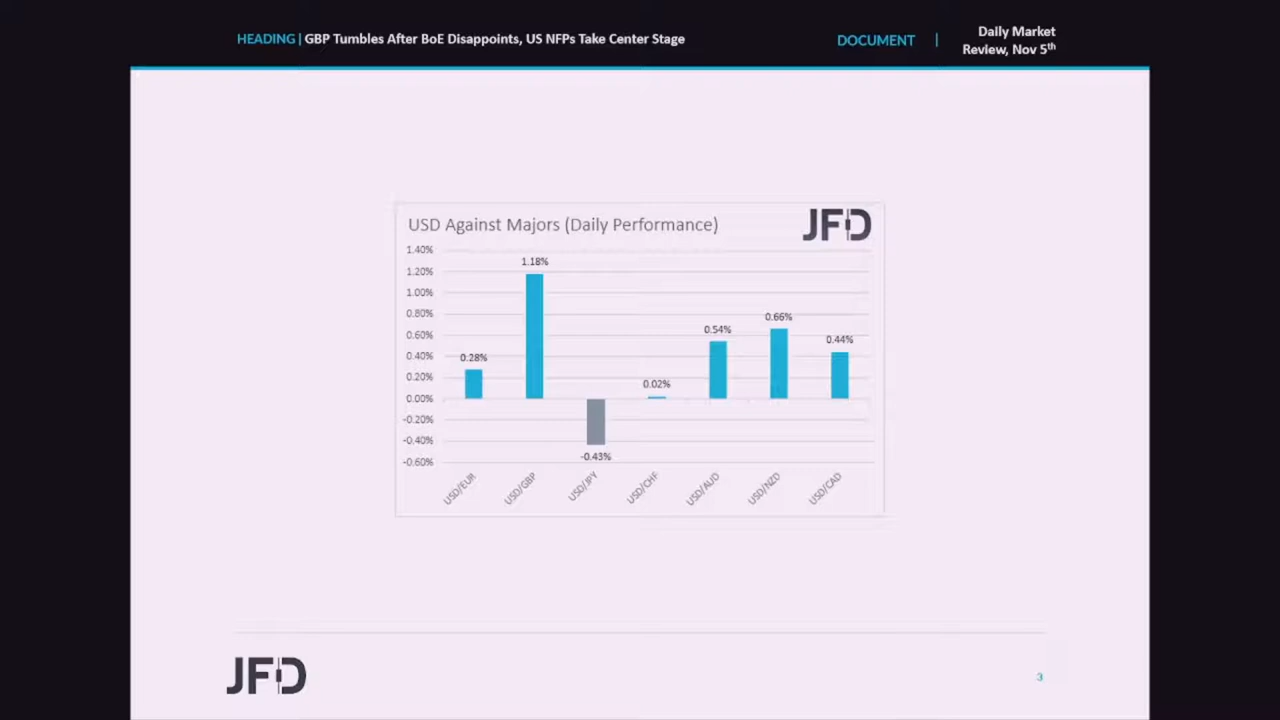 HEADING | GBP Tumbles After BoE Disappoints, US NFPs Take Center Stage
DOCUMENT |
Daily Market
Review, Nov 5th
USD Against Majors (Daily Performance)
JFD
1.40%
1.20%
1.00%
0.80%
0.60%
0.40%
0.20%
0.00%
-0.20%
-0.40%
-0.60%
0.28%
1.18%
-0.43%
0.02%
0.54%
0.66%
0.44%
USD/EUR
USD/GBP
USD/JPY
USD/CHF
USD/AUD
USD/NZD
USD/CAD
JFD
3